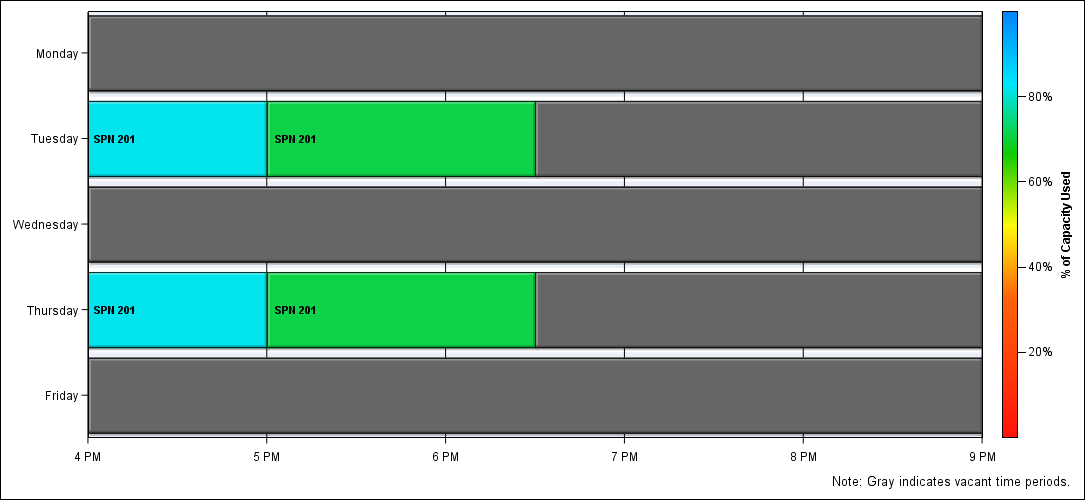 Monday
Tuesday
SPN 201
SPN 201
Wednesday
Thursday
SPN 201
SPN 201
Friday
4 PM
5 PM
6 PM
7 PM
8 PM
9 PM
80%
60%
40%
20%
% of Capacity Used
Note: Gray indicates vacant time periods.